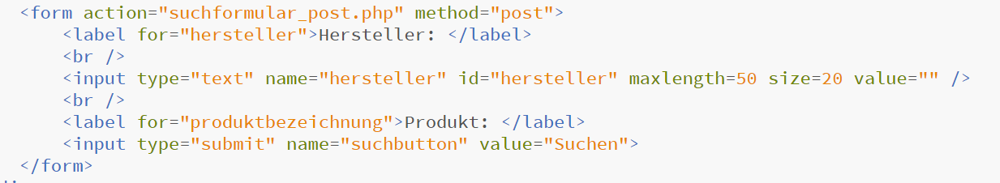 <form action="suchformular_post.php" method="post">
<label for="hersteller">Hersteller: </label>
<br />
<input type="text" name="hersteller" id="hersteller" maxlength=50 size=20 value="" />
<br />
<label for="produktbezeichnung">Produkt: </label>
<input type="submit" name="suchbutton" value="Suchen">
</form>